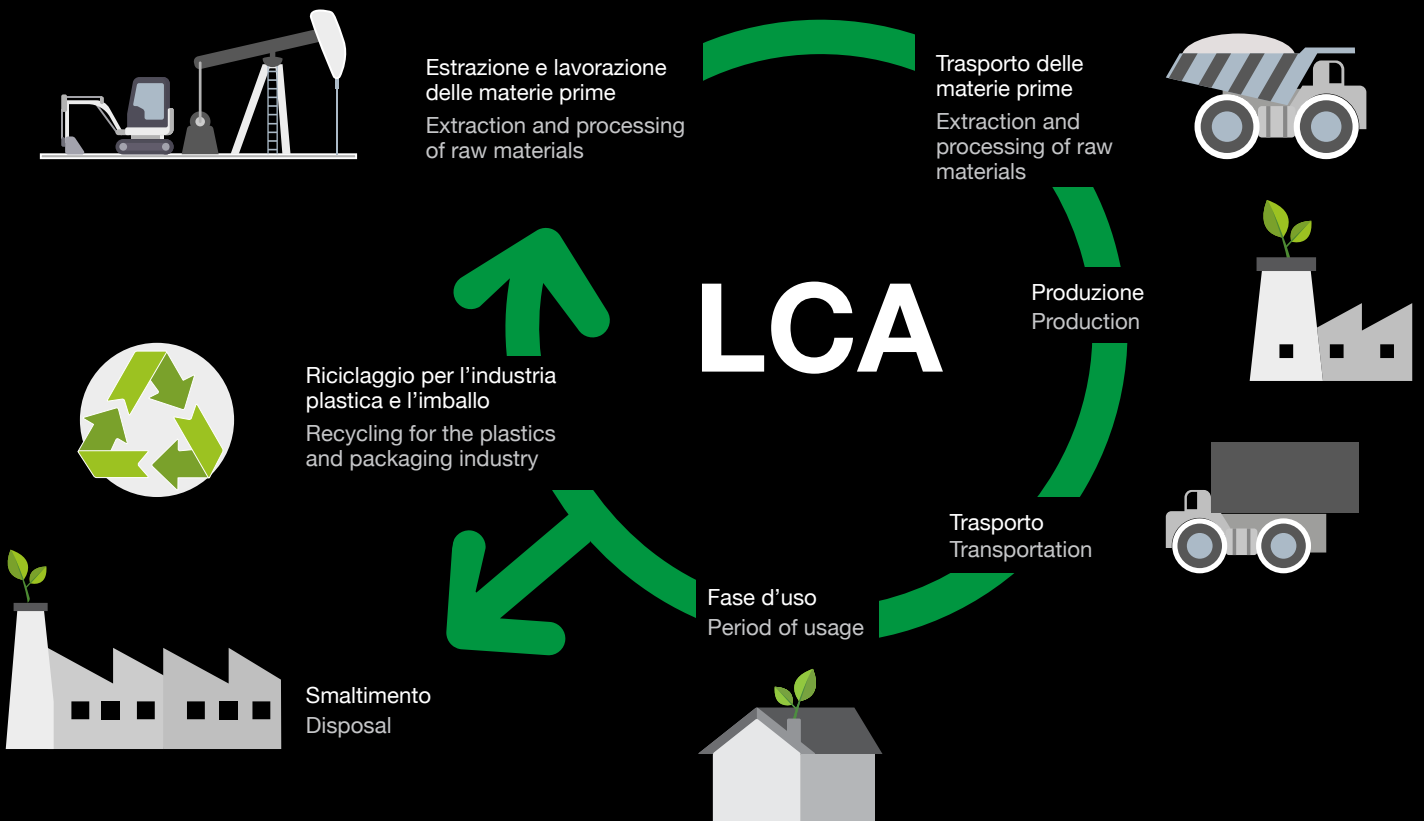 Estrazione e lavorazione
delle materie prime
Extraction and processing
of raw materials
Trasporto delle
materie prime
Extraction and
processing of raw
materials
LCA
Produzione
Production
Riciclaggio per l'industria
plastica e l'imballo
Recycling for the plastics
and packaging industry
Trasporto
Transportation
Fase d'uso
Period of usage
Smaltimento
Disposal